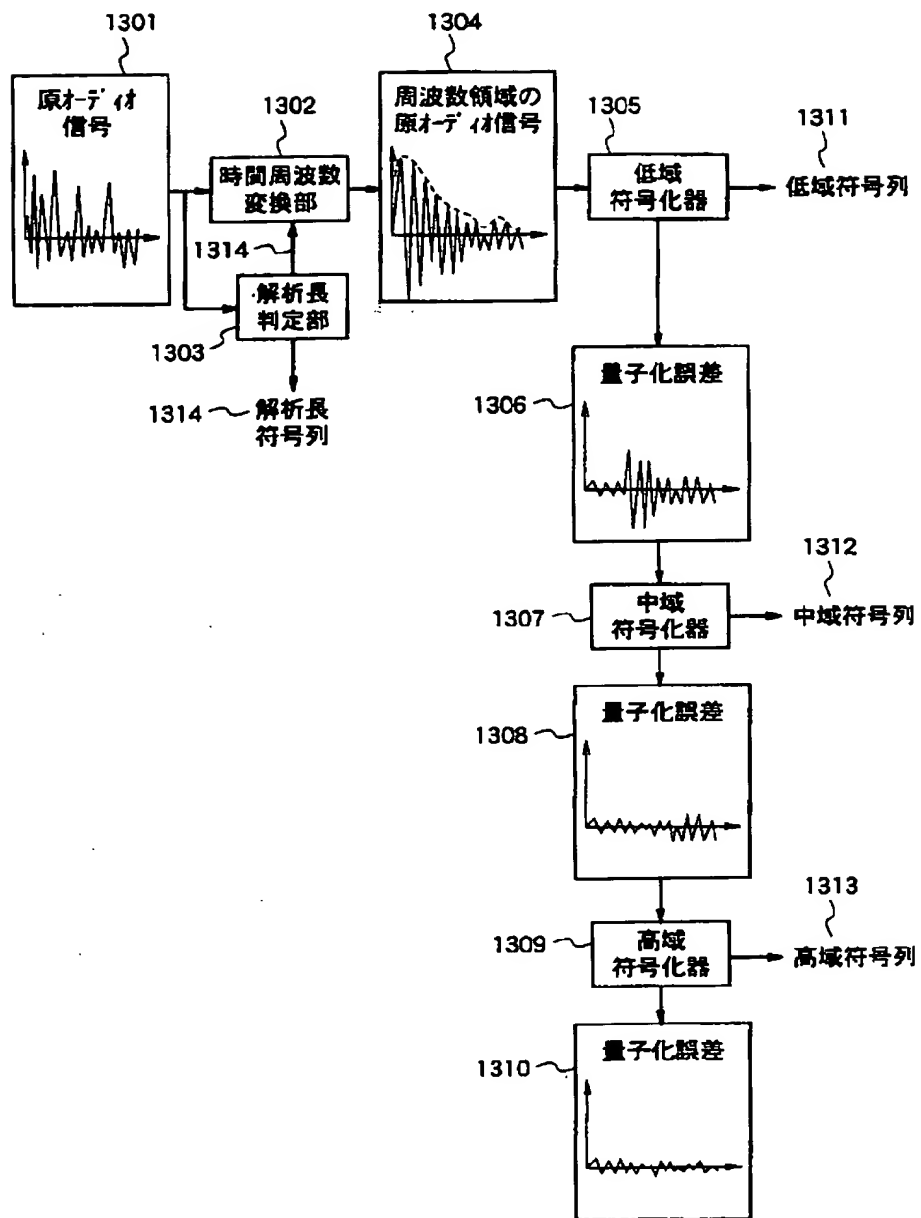 1301
原オーディオ
信号
1302
時間周波数
変換部
1314
解析長
判定部
1303
1314
解析長
符号列
1304
周波数領域の
原オーディオ信号
1305
低域
符号化器
1311
低域符号列
1306
量子化誤差
1307
中域
符号化器
1312
中域符号列
1308
量子化誤差
1309
高域
符号化器
1313
高域符号列
1310
量子化誤差